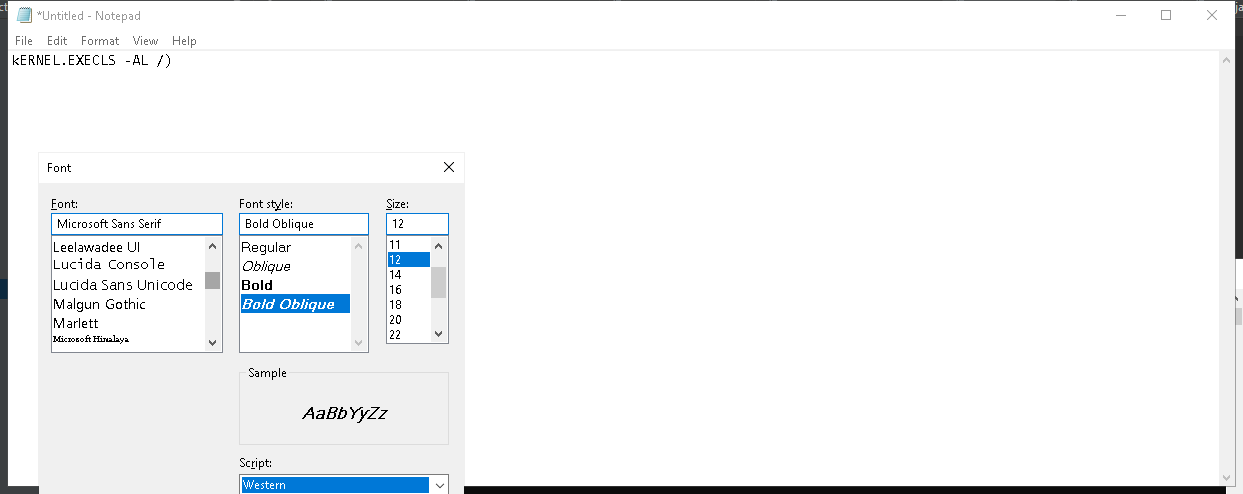 *Untitled - Notepad
File Edit Format View Help
kERNEL.EXECLS -AL /)
Font
Font: Font style: Size:
Microsoft Sans Serif Bold Oblique 12
Leelawadee UI
Lucida Console
Lucida Sans Unicode
Malgun Gothic
Marlett
Microsoft Himalaya
Regular
Oblique
Bold
Bold Oblique
11
12
14
16
18
20
22
Sample
AaBbYyZz
Script:
Western